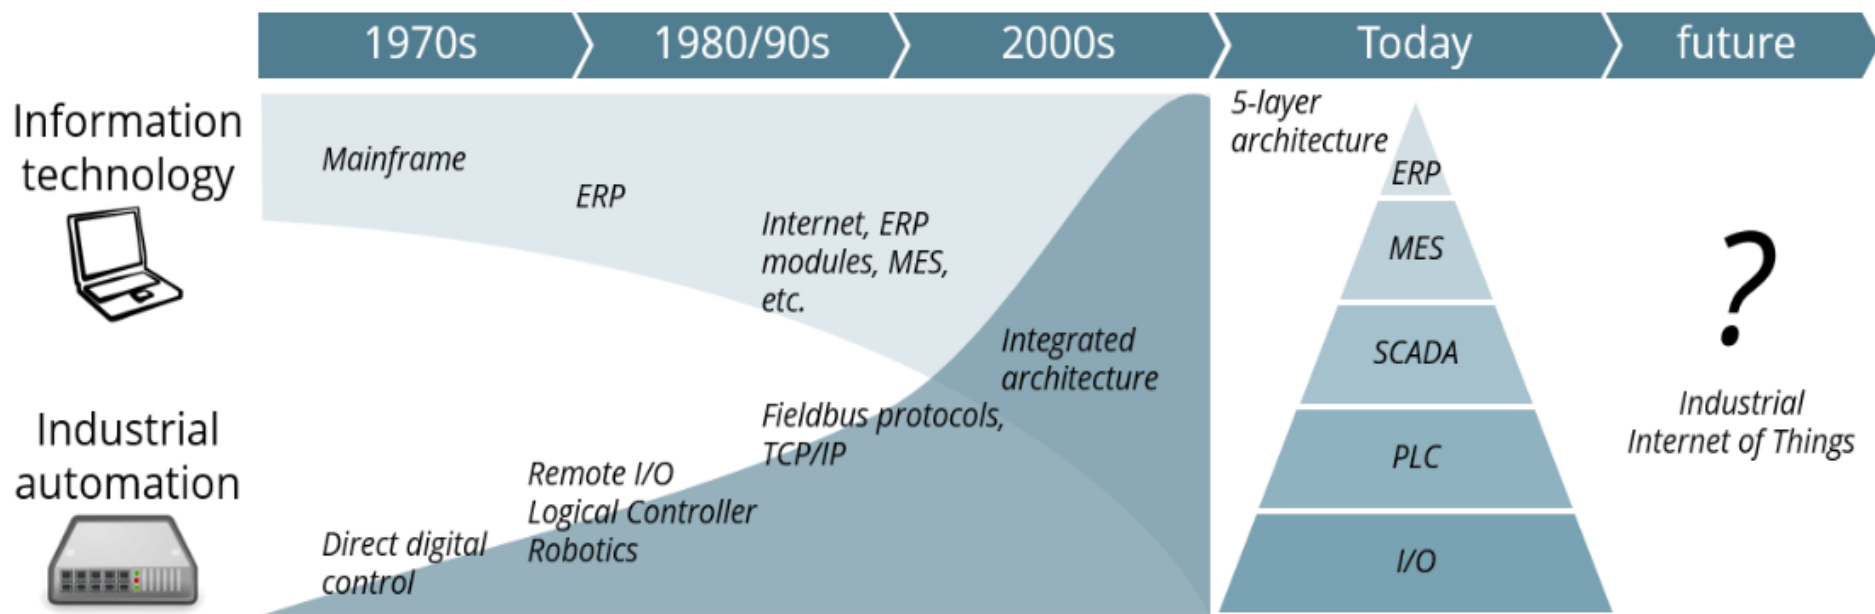 1970s
1980/90s
2000s
Today
future
Information
technology
Mainframe
ERP
Internet, ERP
modules, MES,
etc.
Integrated
architecture
Industrial
automation
Direct digital
control
Remote I/O
Logical Controller
Robotics
Fieldbus protocols,
TCP/IP
5-layer
architecture
ERP
MES
SCADA
PLC
I/O
?
Industrial
Internet of Things